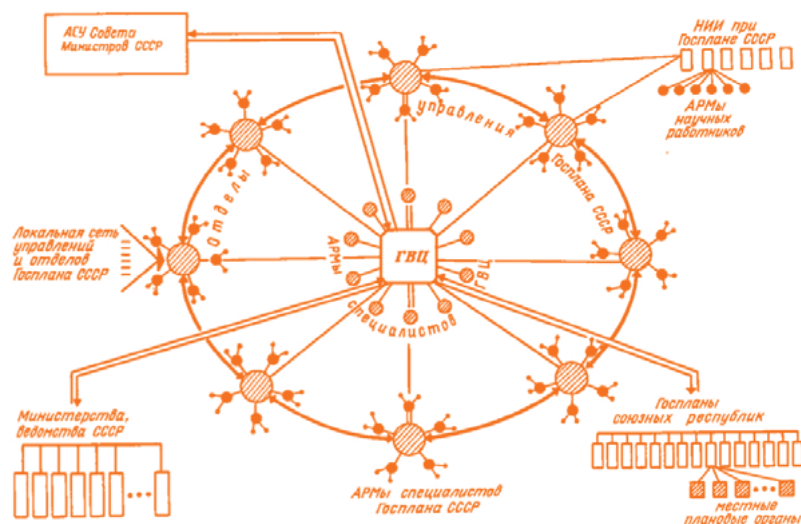 АСУ Совета
Министров СССР
НИИ при
Госплане СССР
АРМы
научных
работников
управления
Отделы
Госплана СССР
Локальная сеть
управлений
и отделов
Госплана СССР
АРМы
ГВЦ
ГВЦ
специалистов
Министерства,
ведомства СССР
Госпланы
союзных республик
АРМы специалистов
Госплана СССР
местные
плановые органы